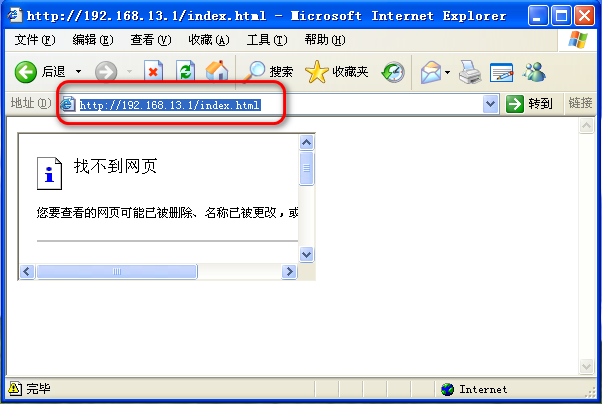 http://192.168.13.1/index.html - Microsoft Internet Explorer
文件(F) 编辑(E) 查看(V) 收藏(A) 工具(T) 帮助(H)
后退 搜索 收藏夹
地址(D) http://192.168.13.1/index.html 转到 链接
找不到网页
您要查看的网页可能已被删除、名称已被更改，或
完毕 Internet